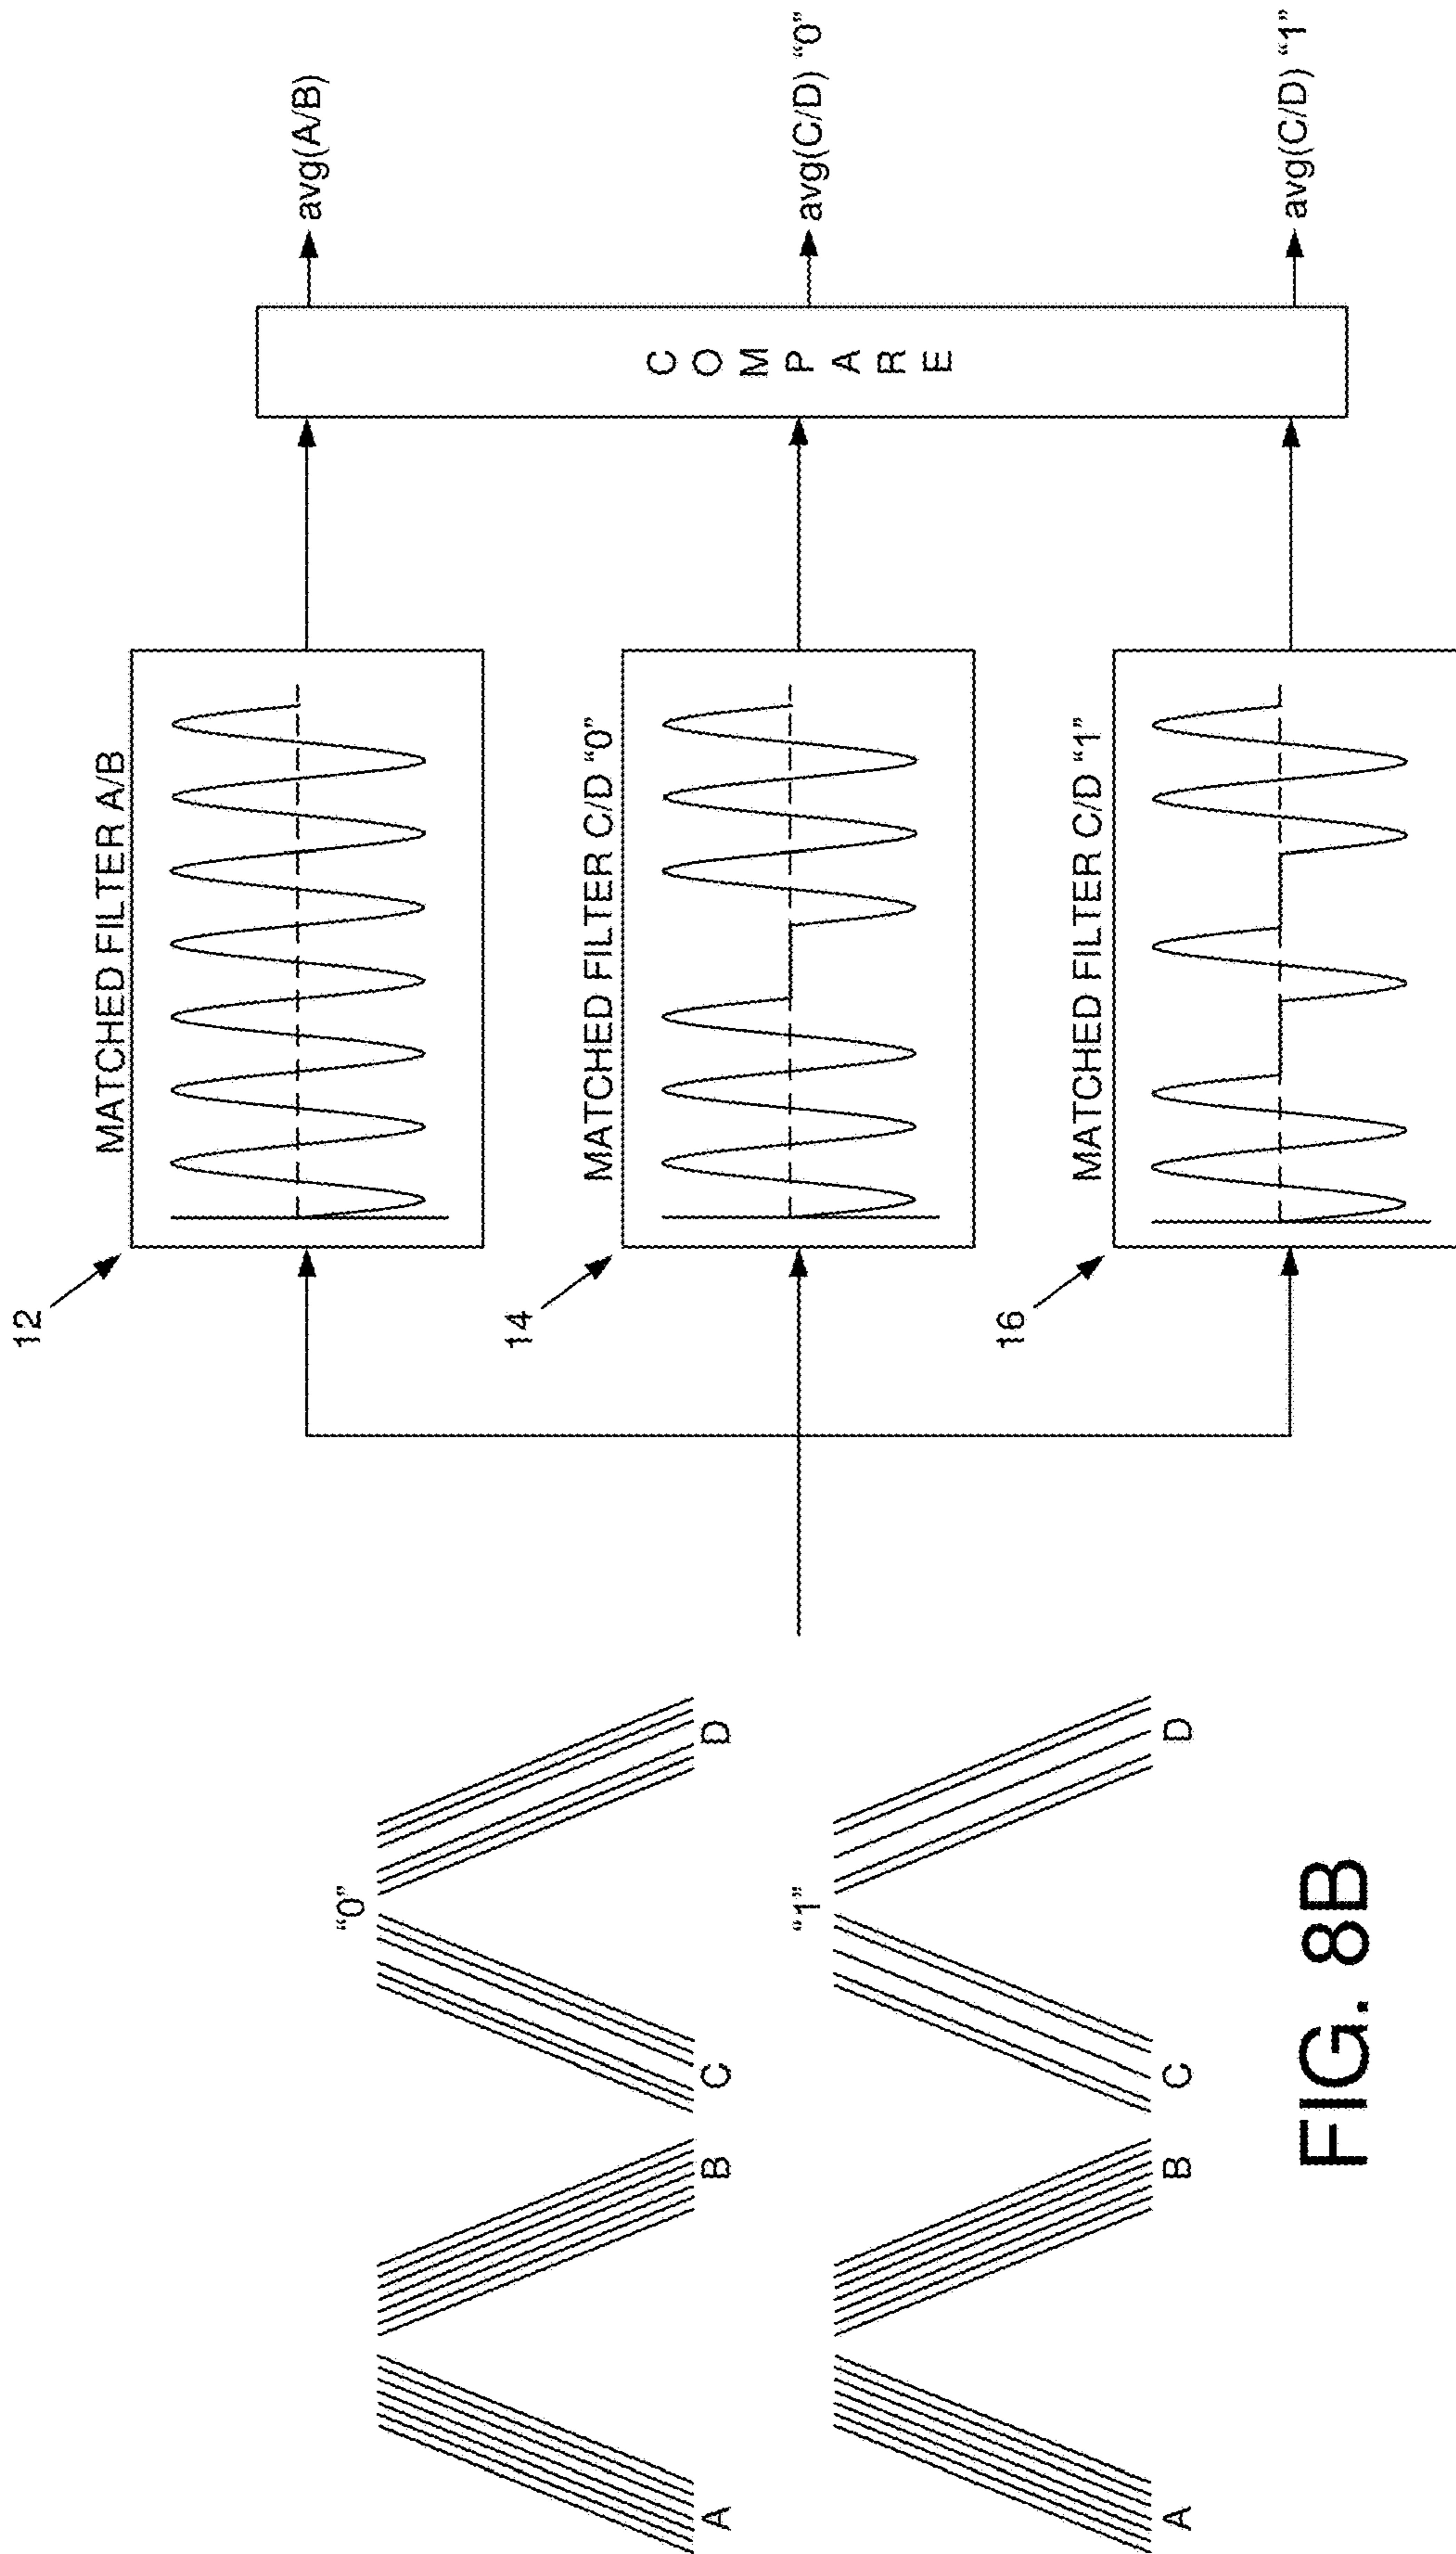 “0”
A
B
C
D
“1”
A
B
C
D
12
MATCHED FILTER A/B
14
MATCHED FILTER C/D “0”
16
MATCHED FILTER C/D “1”
COMPARE
avg(A/B)
avg(C/D) “0”
avg(C/D) “1”
FIG. 8B